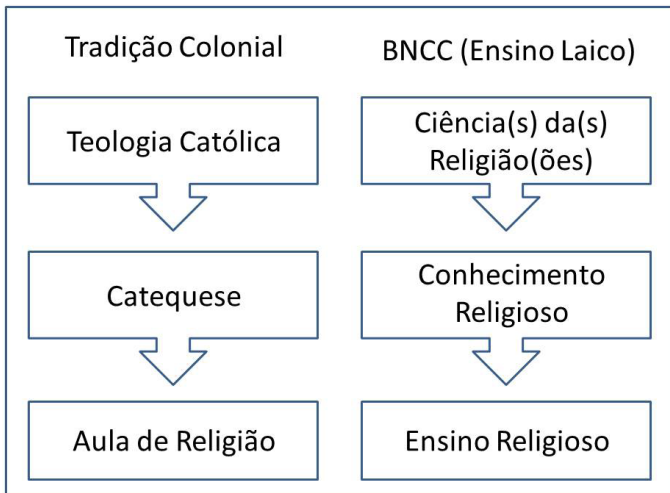 Tradição Colonial
Teologia Católica
Catequese
Aula de Religião
BNCC (Ensino Laico)
Ciência(s) da(s)
Religião(ões)
Conhecimento
Religioso
Ensino Religioso